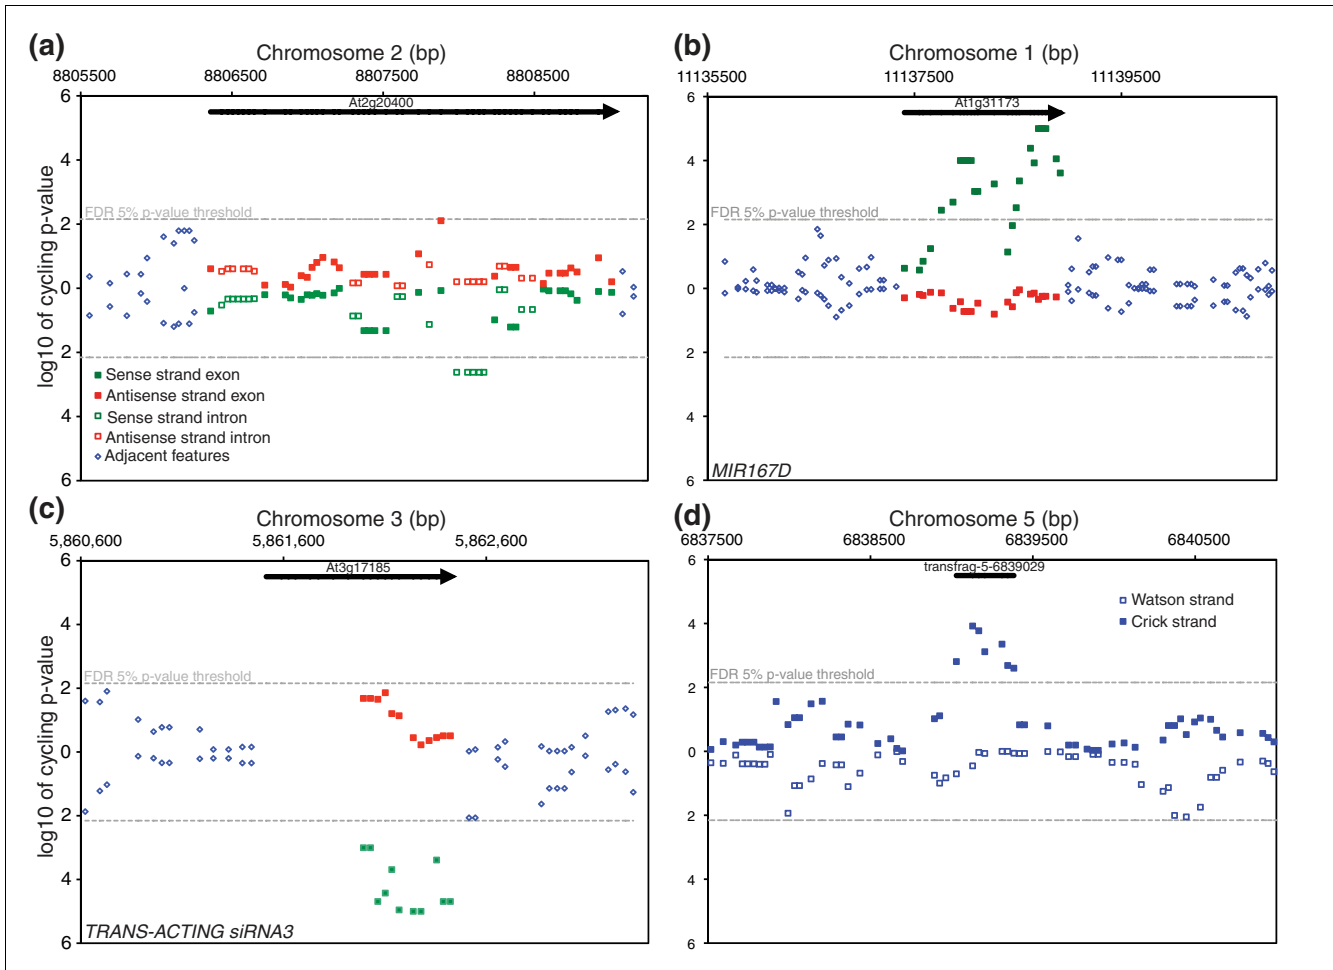 (a)
Chromosome 2 (bp)
8805500 8806500 8807500 8808500
At2g20400
log10 of cycling p-value
6
4
2
0
2
4
6
FDR 5% p-value threshold
Sense strand exon
Antisense strand exon
Sense strand intron
Antisense strand intron
Adjacent features
(b)
Chromosome 1 (bp)
11135500 11137500 11139500
At1g31173
6
4
2
0
2
4
6
FDR 5% p-value threshold
MIR167D
(c)
Chromosome 3 (bp)
5,860,600 5,861,600 5,862,600
At3g17185
log10 of cycling p-value
6
4
2
0
2
4
6
FDR 5% p-value threshold
TRANS-ACTING siRNA3
(d)
Chromosome 5 (bp)
6837500 6838500 6839500 6840500
transfrag-5-6839029
6
4
2
0
2
4
6
Watson strand
Crick strand
FDR 5% p-value threshold